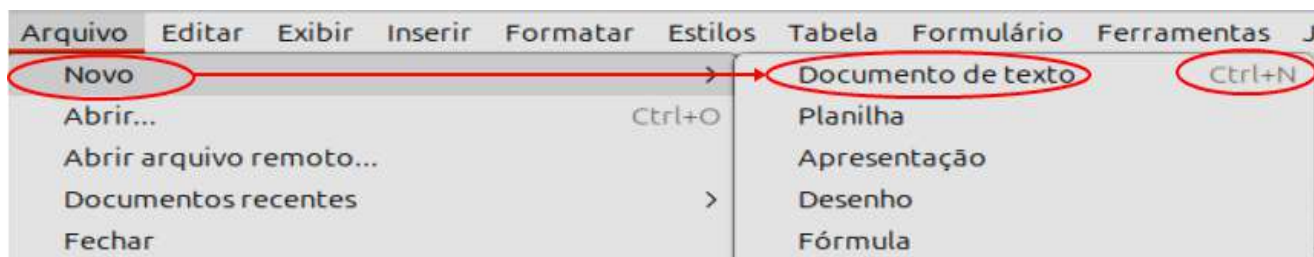 Arquivo Editar Exibir Inserir Formatar Estilos Tabela Formulário Ferramentas J
Novo > Documento de texto Ctrl+N
Abrir... Ctrl+O Planilha
Abrir arquivo remoto... Apresentação
Documentos recentes > Desenho
Fechar Fórmula